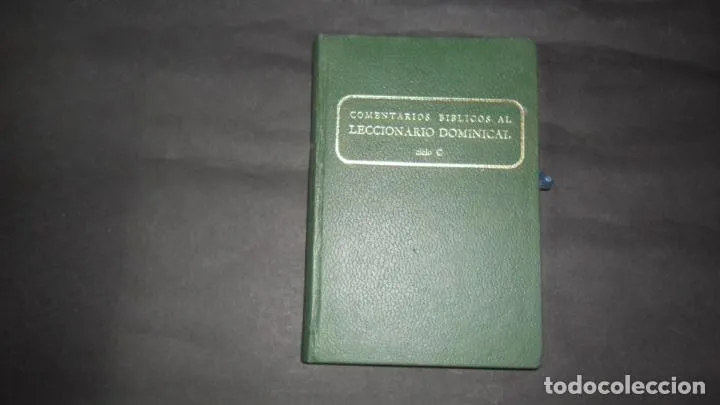 COMENTARIOS BIBLICOS AL
LECCIONARIO DOMINICAL
ciclo C
todocoleccion